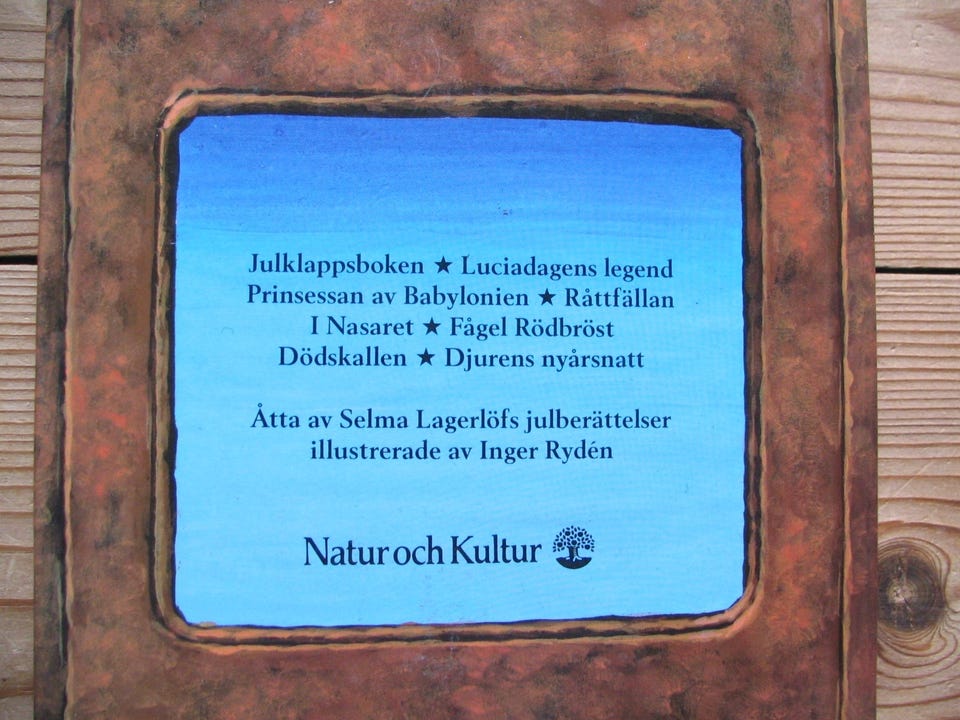 Julklappsboken ★ Luciadagens legend
Prinsessan av Babylonien ★ Råttfällan
I Nasaret ★ Fågel Rödbröst
Dödskallen ★ Djurens nyårsnatt
Åtta av Selma Lagerlöfs julberättelser
illustrerade av Inger Rydén
Natur och Kultur